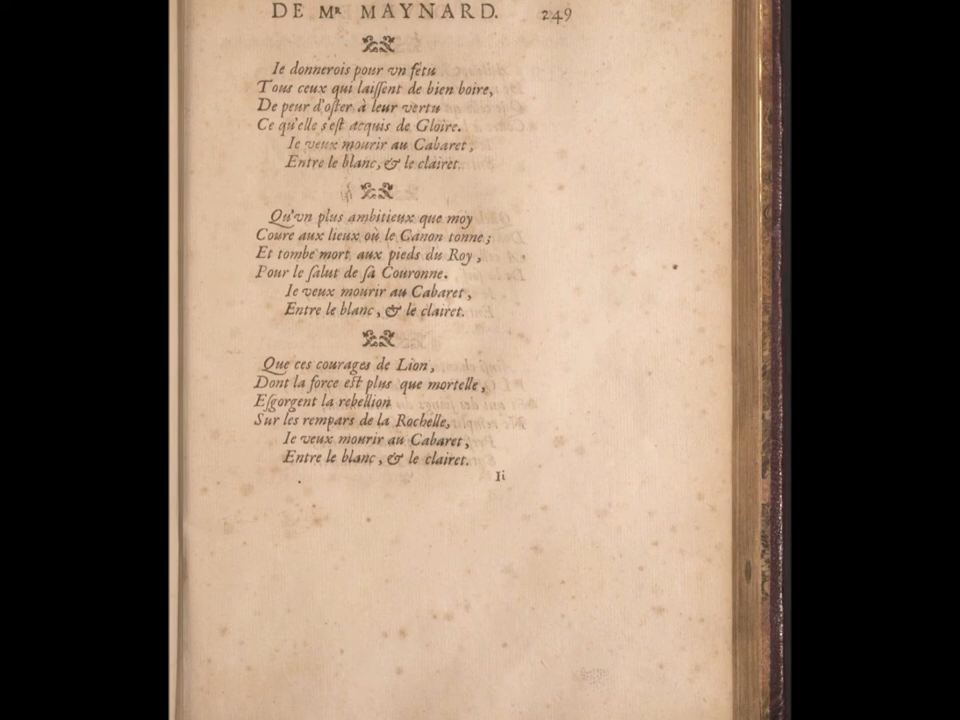 DE Mr MAYNARD. 249
Ie donnerois pour vn fétu
Tous ceux qui laiſſent de bien boire,
De peur d'oſter à leur vertu
Ce qu'elle s'eſt acquis de Gloire.
Ie veux mourir au Cabaret,
Entre le blanc, & le clairet.
Qu'vn plus ambitieux que moy
Coure aux lieux où le Canon tonne;
Et tombe mort aux pieds du Roy,
Pour le ſalut de ſa Couronne.
Ie veux mourir au Cabaret,
Entre le blanc, & le clairet.
Que ces courages de Lion,
Dont la force eſt plus que mortelle,
Eſgorgent la rebellion
Sur les rempars de la Rochelle,
Ie veux mourir au Cabaret,
Entre le blanc, & le clairet.
Ii